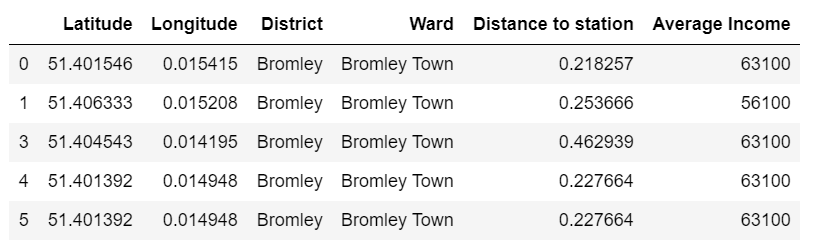 Latitude Longitude District Ward Distance to station Average Income
0 51.401546 0.015415 Bromley Bromley Town 0.218257 63100
1 51.406333 0.015208 Bromley Bromley Town 0.253666 56100
3 51.404543 0.014195 Bromley Bromley Town 0.462939 63100
4 51.401392 0.014948 Bromley Bromley Town 0.227664 63100
5 51.401392 0.014948 Bromley Bromley Town 0.227664 63100